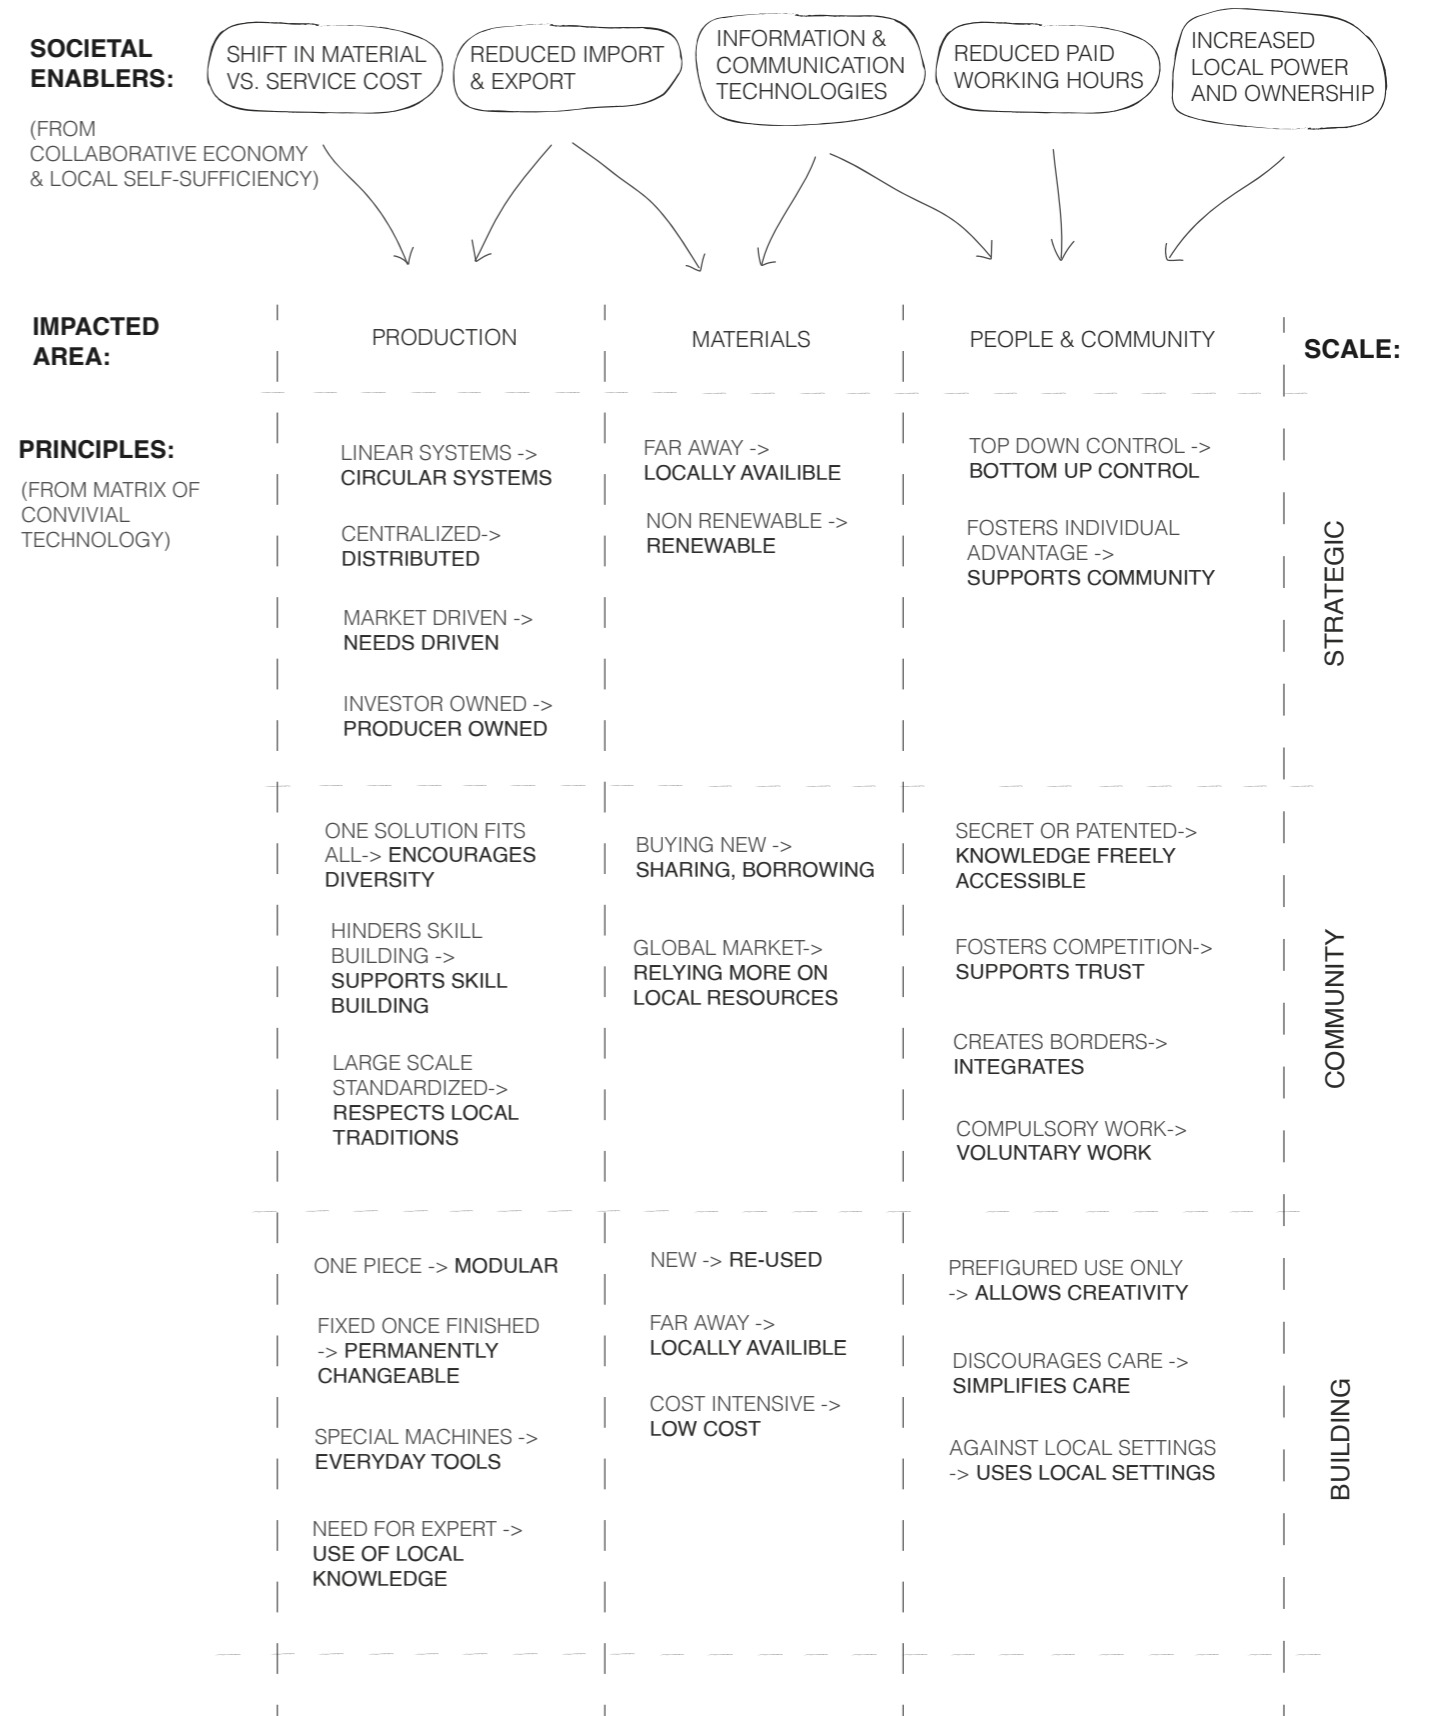 SOCIETAL
ENABLERS:
(FROM
COLLABORATIVE ECONOMY
& LOCAL SELF-SUFFICIENCY)
SHIFT IN MATERIAL
VS. SERVICE COST
REDUCED IMPORT
& EXPORT
INFORMATION &
COMMUNICATION
TECHNOLOGIES
REDUCED PAID
WORKING HOURS
INCREASED
LOCAL POWER
AND OWNERSHIP
IMPACTED
AREA:
PRODUCTION
MATERIALS
PEOPLE & COMMUNITY
SCALE:
PRINCIPLES:
(FROM MATRIX OF
CONVIVIAL
TECHNOLOGY)
LINEAR SYSTEMS ->
CIRCULAR SYSTEMS
CENTRALIZED->
DISTRIBUTED
MARKET DRIVEN ->
NEEDS DRIVEN
INVESTOR OWNED ->
PRODUCER OWNED
FAR AWAY ->
LOCALLY AVAILIBLE
NON RENEWABLE ->
RENEWABLE
TOP DOWN CONTROL ->
BOTTOM UP CONTROL
FOSTERS INDIVIDUAL
ADVANTAGE ->
SUPPORTS COMMUNITY
STRATEGIC
ONE SOLUTION FITS
ALL-> ENCOURAGES
DIVERSITY
HINDERS SKILL
BUILDING ->
SUPPORTS SKILL
BUILDING
LARGE SCALE
STANDARDIZED->
RESPECTS LOCAL
TRADITIONS
BUYING NEW ->
SHARING, BORROWING
GLOBAL MARKET->
RELYING MORE ON
LOCAL RESOURCES
SECRET OR PATENTED->
KNOWLEDGE FREELY
ACCESSIBLE
FOSTERS COMPETITION->
SUPPORTS TRUST
CREATES BORDERS->
INTEGRATES
COMPULSORY WORK->
VOLUNTARY WORK
COMMUNITY
ONE PIECE -> MODULAR
FIXED ONCE FINISHED
-> PERMANENTLY
CHANGEABLE
SPECIAL MACHINES ->
EVERYDAY TOOLS
NEED FOR EXPERT ->
USE OF LOCAL
KNOWLEDGE
NEW -> RE-USED
FAR AWAY ->
LOCALLY AVAILIBLE
COST INTENSIVE ->
LOW COST
PREFIGURED USE ONLY
-> ALLOWS CREATIVITY
DISCOURAGES CARE ->
SIMPLIFIES CARE
AGAINST LOCAL SETTINGS
-> USES LOCAL SETTINGS
BUILDING